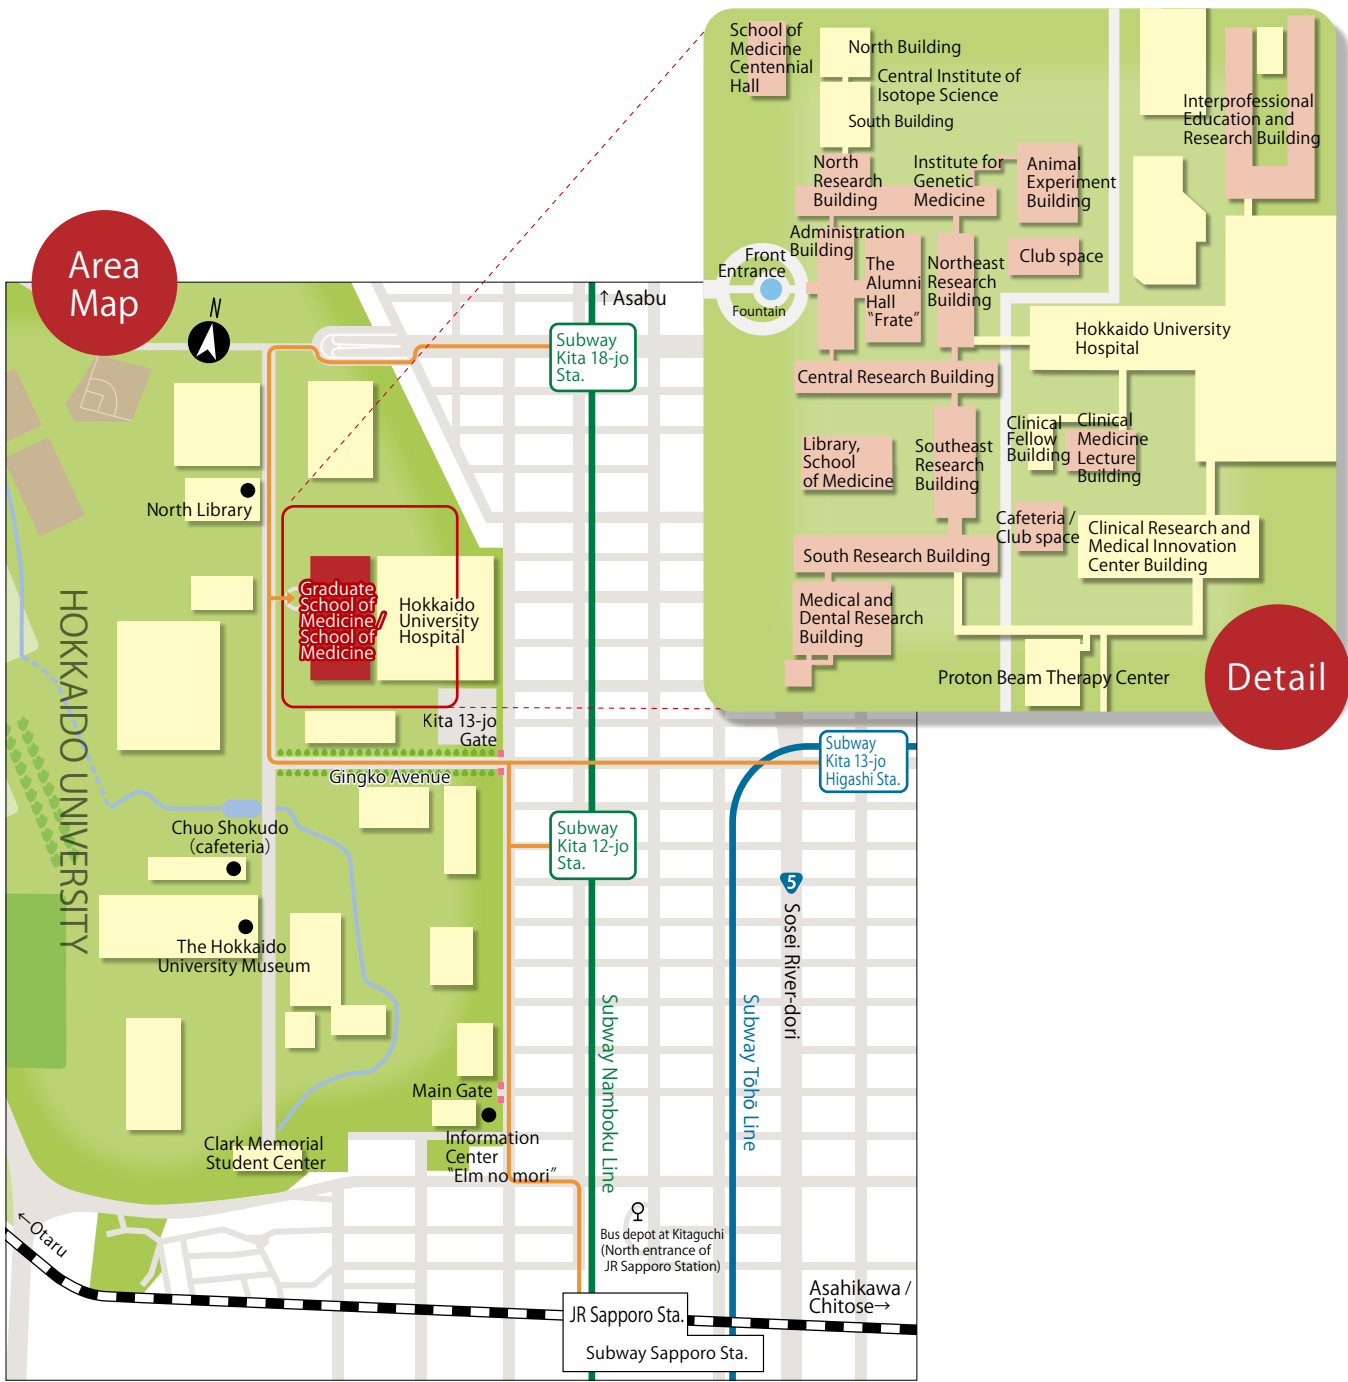 Area
Map
N
↑ Asabu
Subway
Kita 18-jo
Sta.
North Library
Graduate
School of
Medicine/
School of
Medicine
Hokkaido
University
Hospital
HOKKAIDO UNIVERSITY
Kita 13-jo
Gate
Gingko Avenue
Subway
Kita 13-jo
Higashi Sta.
Chuo Shokudo
(cafeteria)
Subway
Kita 12-jo
Sta.
5
Sosei River-dori
The Hokkaido
University Museum
Subway Namboku Line
Subway Tōhō Line
Main Gate
Clark Memorial
Student Center
Information
Center
"Elm no mori"
←Otaru
Bus depot at Kitaguchi
(North entrance of
JR Sapporo Station)
Asahikawa /
Chitose→
JR Sapporo Sta.
Subway Sapporo Sta.
School of
Medicine
Centennial
Hall
North Building
Central Institute of
Isotope Science
South Building
Interprofessional
Education and
Research Building
North
Research
Building
Institute for
Genetic
Medicine
Animal
Experiment
Building
Administration
Building
Front
Entrance
Fountain
The
Alumni
Hall
"Frate"
Northeast
Research
Building
Club space
Hokkaido University
Hospital
Central Research Building
Library,
School
of Medicine
Southeast
Research
Building
Clinical
Fellow
Building
Clinical
Medicine
Lecture
Building
Cafeteria /
Club space
Clinical Research and
Medical Innovation
Center Building
South Research Building
Medical and
Dental Research
Building
Proton Beam Therapy Center
Detail